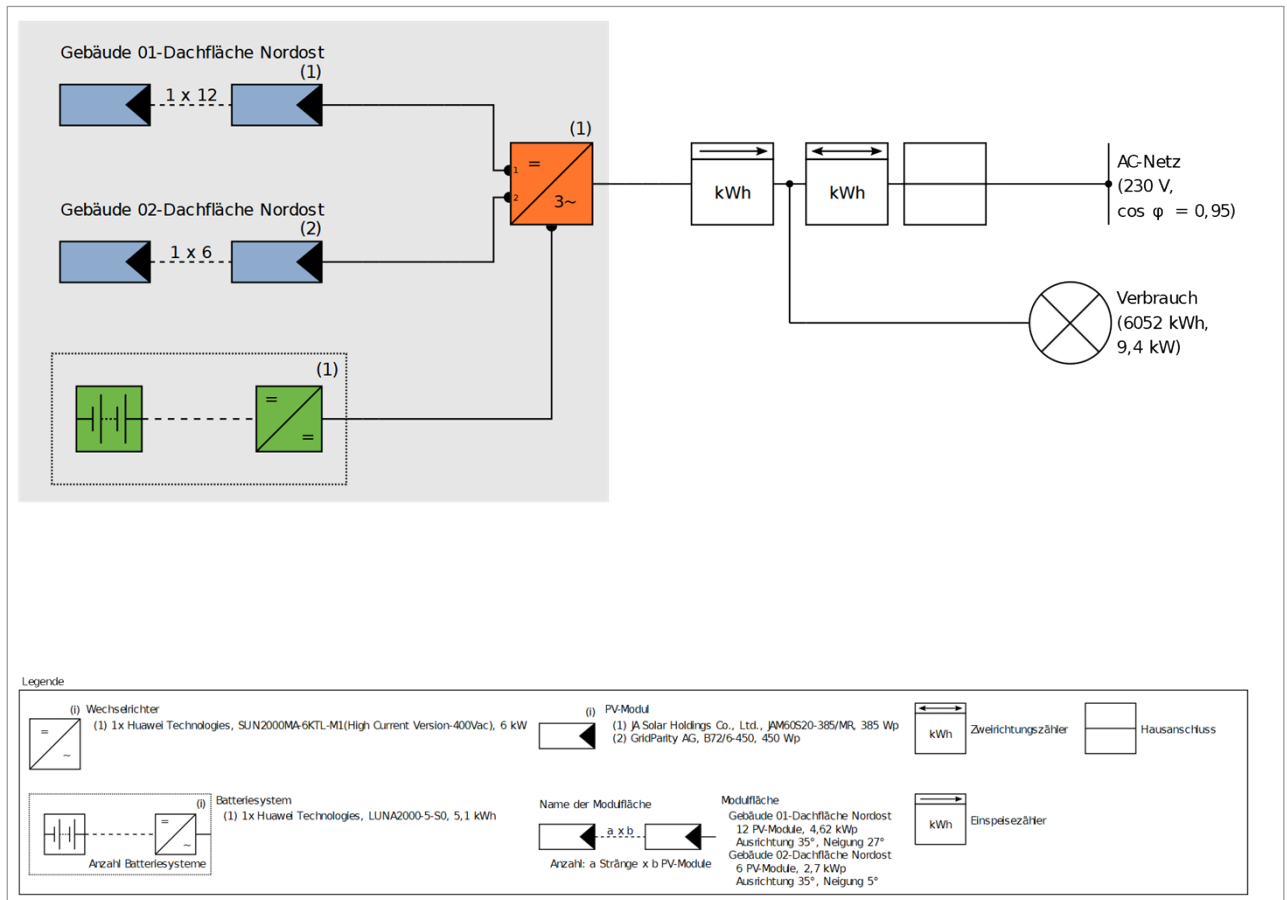 Gebäude 01-Dachfläche Nordost
(1)
1 x 12
Gebäude 02-Dachfläche Nordost
(2)
1 x 6
(1)
(1)
=
3~
1
2
=
=
kWh
kWh
AC-Netz
(230 V,
cos φ = 0,95)
Verbrauch
(6052 kWh,
9,4 kW)
Legende
(i) Wechselrichter
(1) 1x Huawei Technologies, SUN2000MA-6KTL-M1(High Current Version-400Vac), 6 kW
=
~
(i) PV-Modul
(1) JA Solar Holdings Co., Ltd., JAM60S20-385/MR, 385 Wp
(2) GridParity AG, B72/6-450, 450 Wp
kWh
Zweirichtungszähler
Hausanschluss
(i) Batteriesystem
(1) 1x Huawei Technologies, LUNA2000-5-S0, 5,1 kWh
=
~
Anzahl Batteriesysteme
Name der Modulfläche
a x b
Anzahl: a Stränge x b PV-Module
Modulfläche
Gebäude 01-Dachfläche Nordost
12 PV-Module, 4,62 kWp
Ausrichtung 35°, Neigung 27°
Gebäude 02-Dachfläche Nordost
6 PV-Module, 2,7 kWp
Ausrichtung 35°, Neigung 5°
kWh
Einspeisezähler